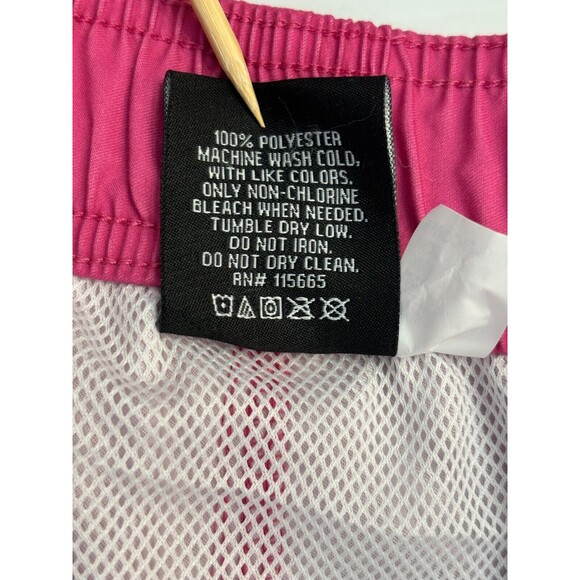 100% POLYESTER
MACHINE WASH COLD,
WITH LIKE COLORS.
ONLY NON-CHLORINE
BLEACH WHEN NEEDED.
TUMBLE DRY LOW.
DO NOT IRON.
DO NOT DRY CLEAN.
RN# 115665